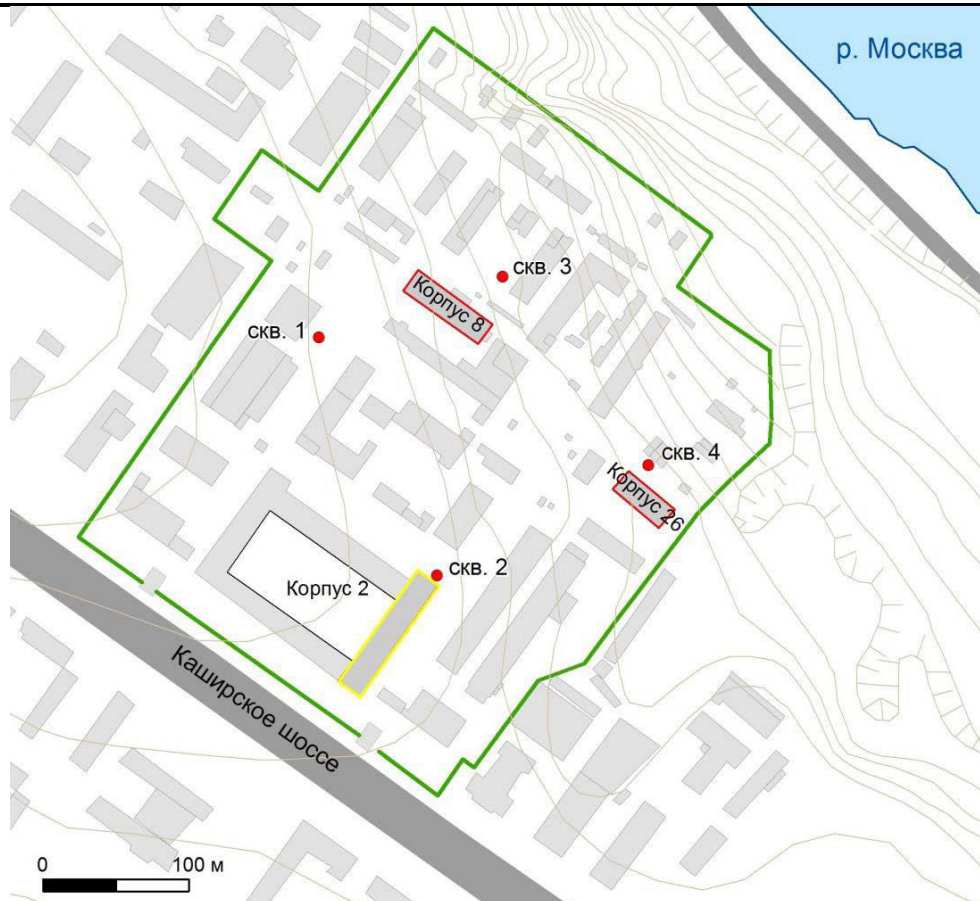 р. Москва
скв. 3
Корпус 8
скв. 1
скв. 4
Корпус 26
скв. 2
Корпус 2
Каширское шоссе
0 100 м